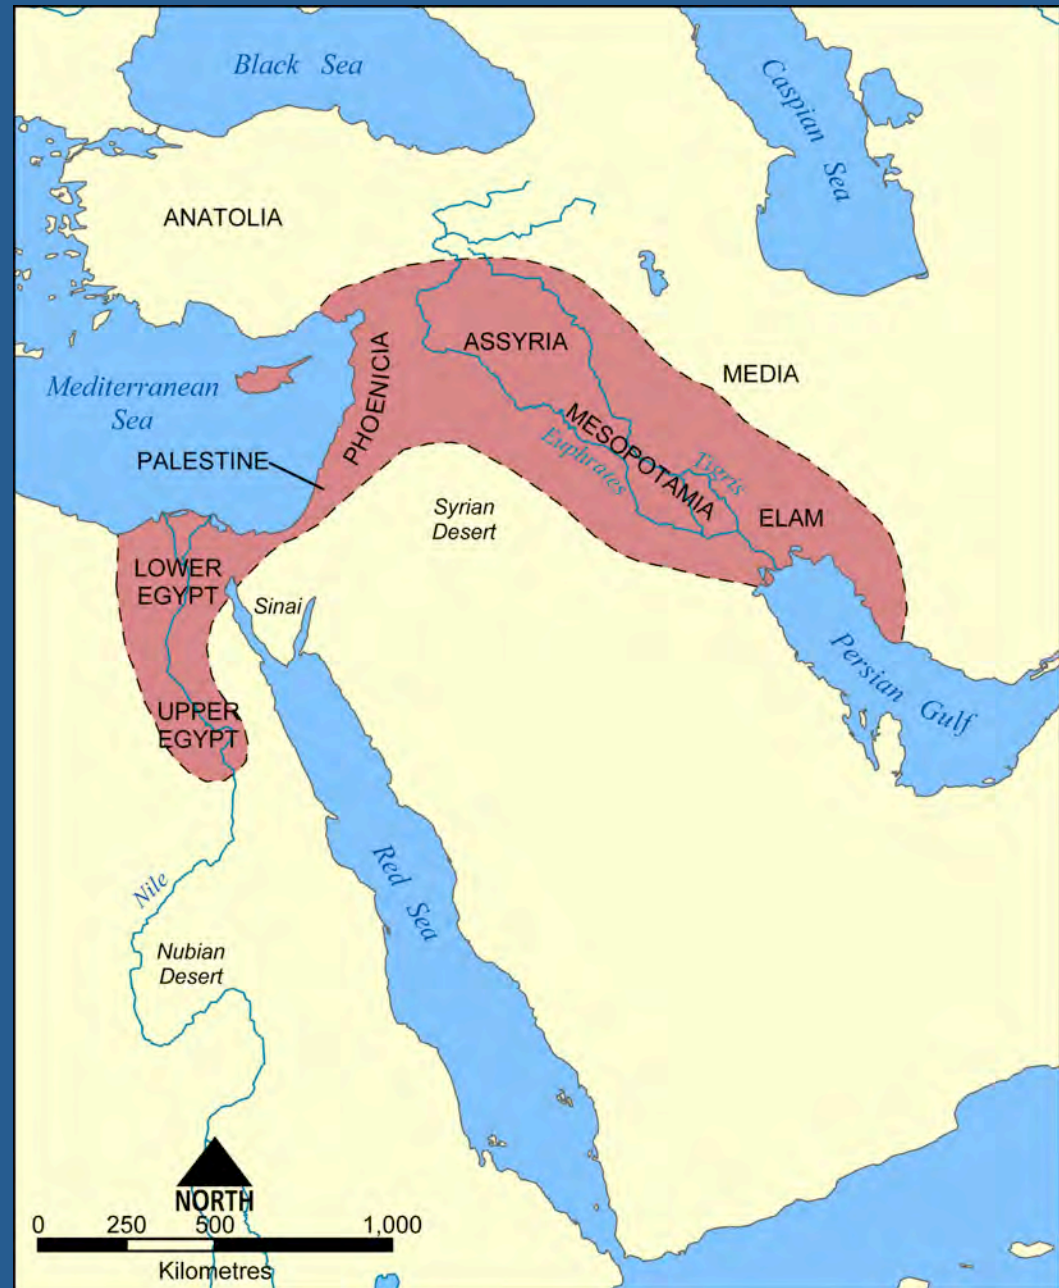 Black Sea
Caspian Sea
ANATOLIA
ASSYRIA
MEDIA
PHOENICIA
Mediterranean
Sea
MESOPOTAMIA
Euphrates
Tigris
PALESTINE
ELAM
Syrian
Desert
LOWER
EGYPT
Sinai
Persian Gulf
UPPER
EGYPT
Red Sea
Nile
Nubian
Desert
NORTH
0 250 500 1,000
Kilometres